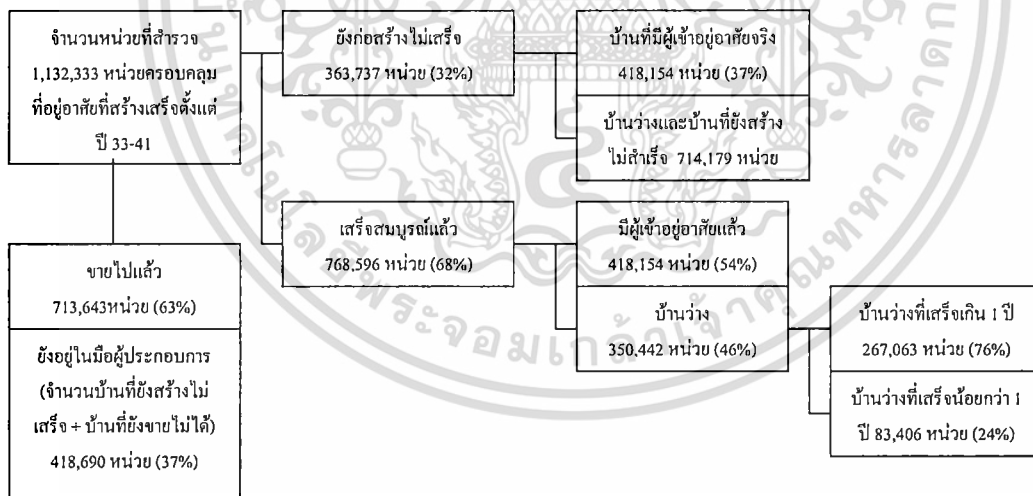 จำนวนหน่วยที่สำรวจ
1,132,333 หน่วยครอบคลุม
ที่อยู่อาศัยที่สร้างเสร็จตั้งแต่
ปี 33-41
ขายไปแล้ว
713,643หน่วย (63%)
ยังอยู่ในมือผู้ประกอบการ
(จำนวนบ้านที่ยังสร้างไม่
เสร็จ + บ้านที่ยังขายไม่ได้)
418,690 หน่วย (37%)
ยังก่อสร้างไม่เสร็จ
363,737 หน่วย (32%)
บ้านที่มีผู้เข้าอยู่อาศัยจริง
418,154 หน่วย (37%)
บ้านว่างและบ้านที่ยังสร้าง
ไม่สำเร็จ 714,179 หน่วย
เสร็จสมบูรณ์แล้ว
768,596 หน่วย (68%)
มีผู้เข้าอยู่อาศัยแล้ว
418,154 หน่วย (54%)
บ้านว่าง
350,442 หน่วย (46%)
บ้านว่างที่เสร็จเกิน 1 ปี
267,063 หน่วย (76%)
บ้านว่างที่เสร็จน้อยกว่า 1
ปี 83,406 หน่วย (24%)